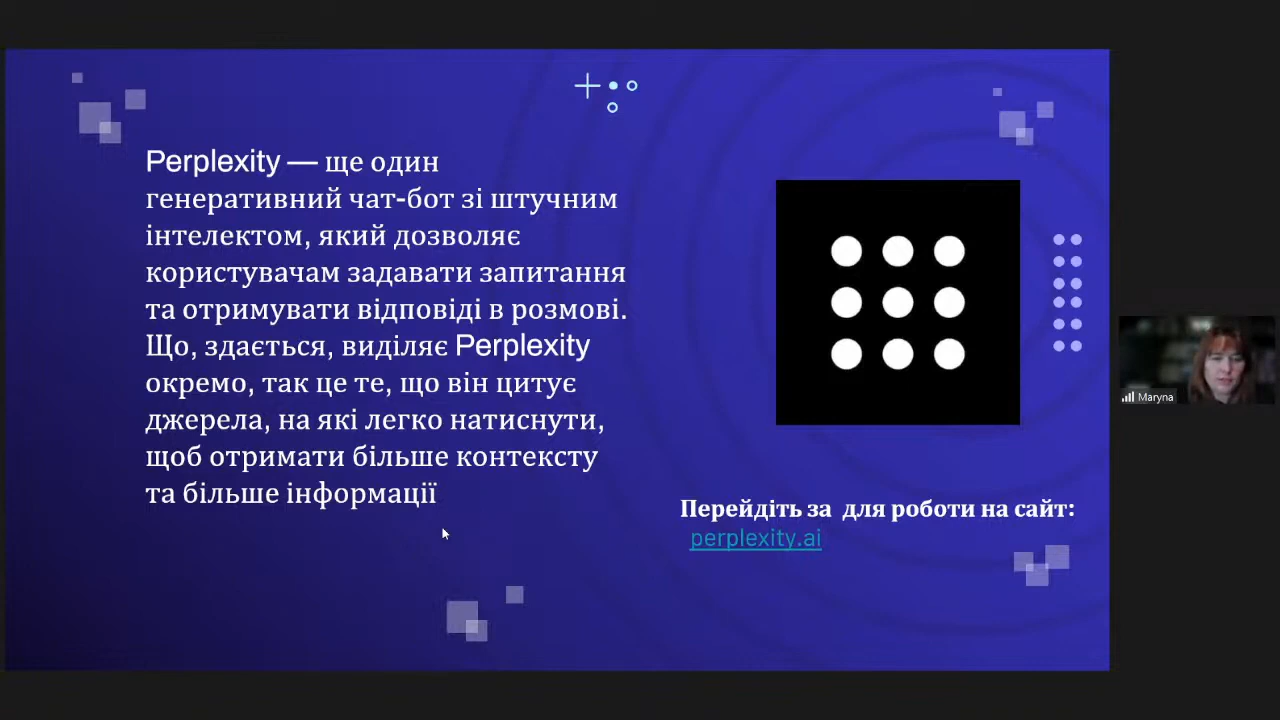 Perplexity — ще один
генеративний чат-бот зі штучним
інтелектом, який дозволяє
користувачам задавати запитання
та отримувати відповіді в розмові.
Що, здається, виділяє Perplexity
окремо, так це те, що він цитує
джерела, на які легко натиснути,
щоб отримати більше контексту
та більше інформації
Перейдіть за  для роботи на сайт:
perplexity.ai
Maryna